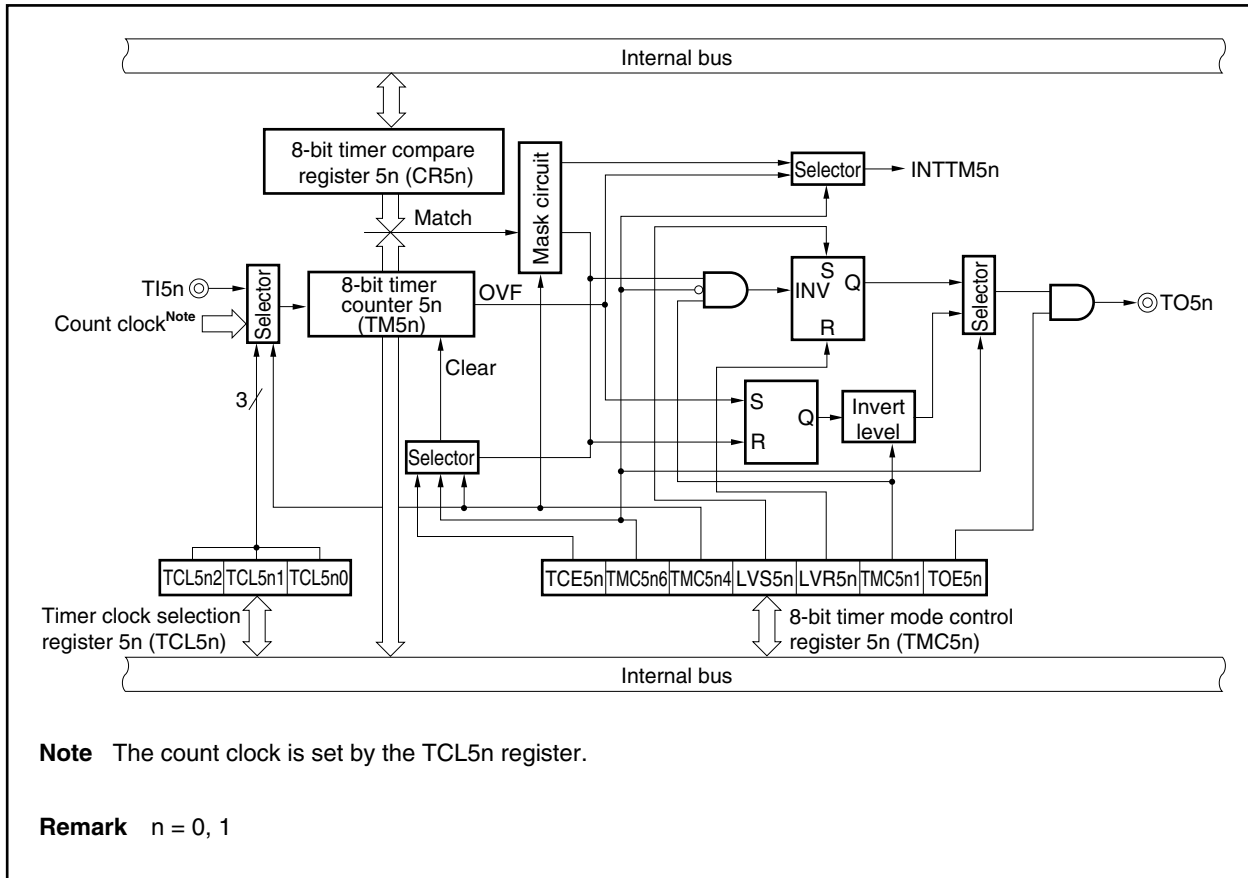 Internal bus
8-bit timer compare
register 5n (CR5n)
Match
Mask circuit
Selector
INTTM5n
TI5n
Count clockNote
Selector
8-bit timer
counter 5n
(TM5n)
OVF
Clear
S
INV
Q
R
Selector
TO5n
3
S
Q
R
Invert
level
Selector
TCL5n2 TCL5n1 TCL5n0
TCE5n TMC5n6 TMC5n4 LVS5n LVR5n TMC5n1 TOE5n
Timer clock selection
register 5n (TCL5n)
8-bit timer mode control
register 5n (TMC5n)
Internal bus
Note The count clock is set by the TCL5n register.
Remark n = 0, 1